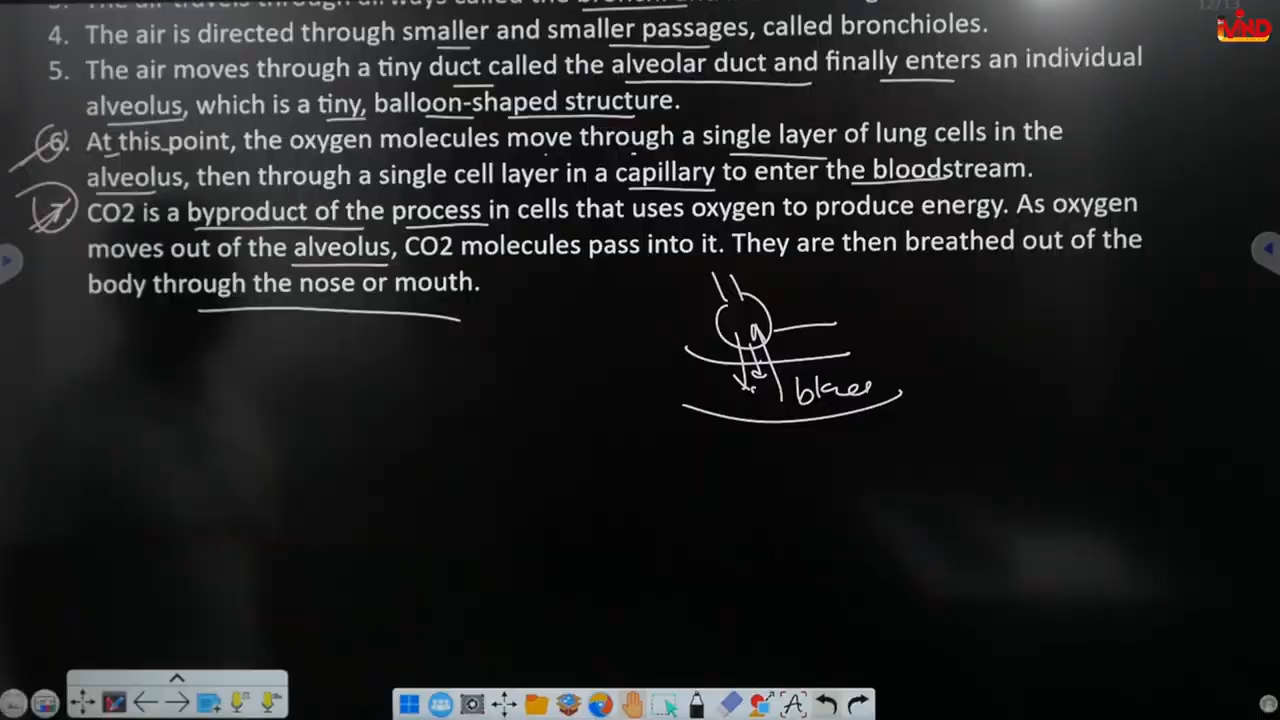 12/13
iVIND
4. The air is directed through smaller and smaller passages, called bronchioles.
5. The air moves through a tiny duct called the alveolar duct and finally enters an individual
alveolus, which is a tiny, balloon-shaped structure.
6. At this point, the oxygen molecules move through a single layer of lung cells in the
alveolus, then through a single cell layer in a capillary to enter the bloodstream.
7. CO2 is a byproduct of the process in cells that uses oxygen to produce energy. As oxygen
moves out of the alveolus, CO2 molecules pass into it. They are then breathed out of the
body through the nose or mouth.